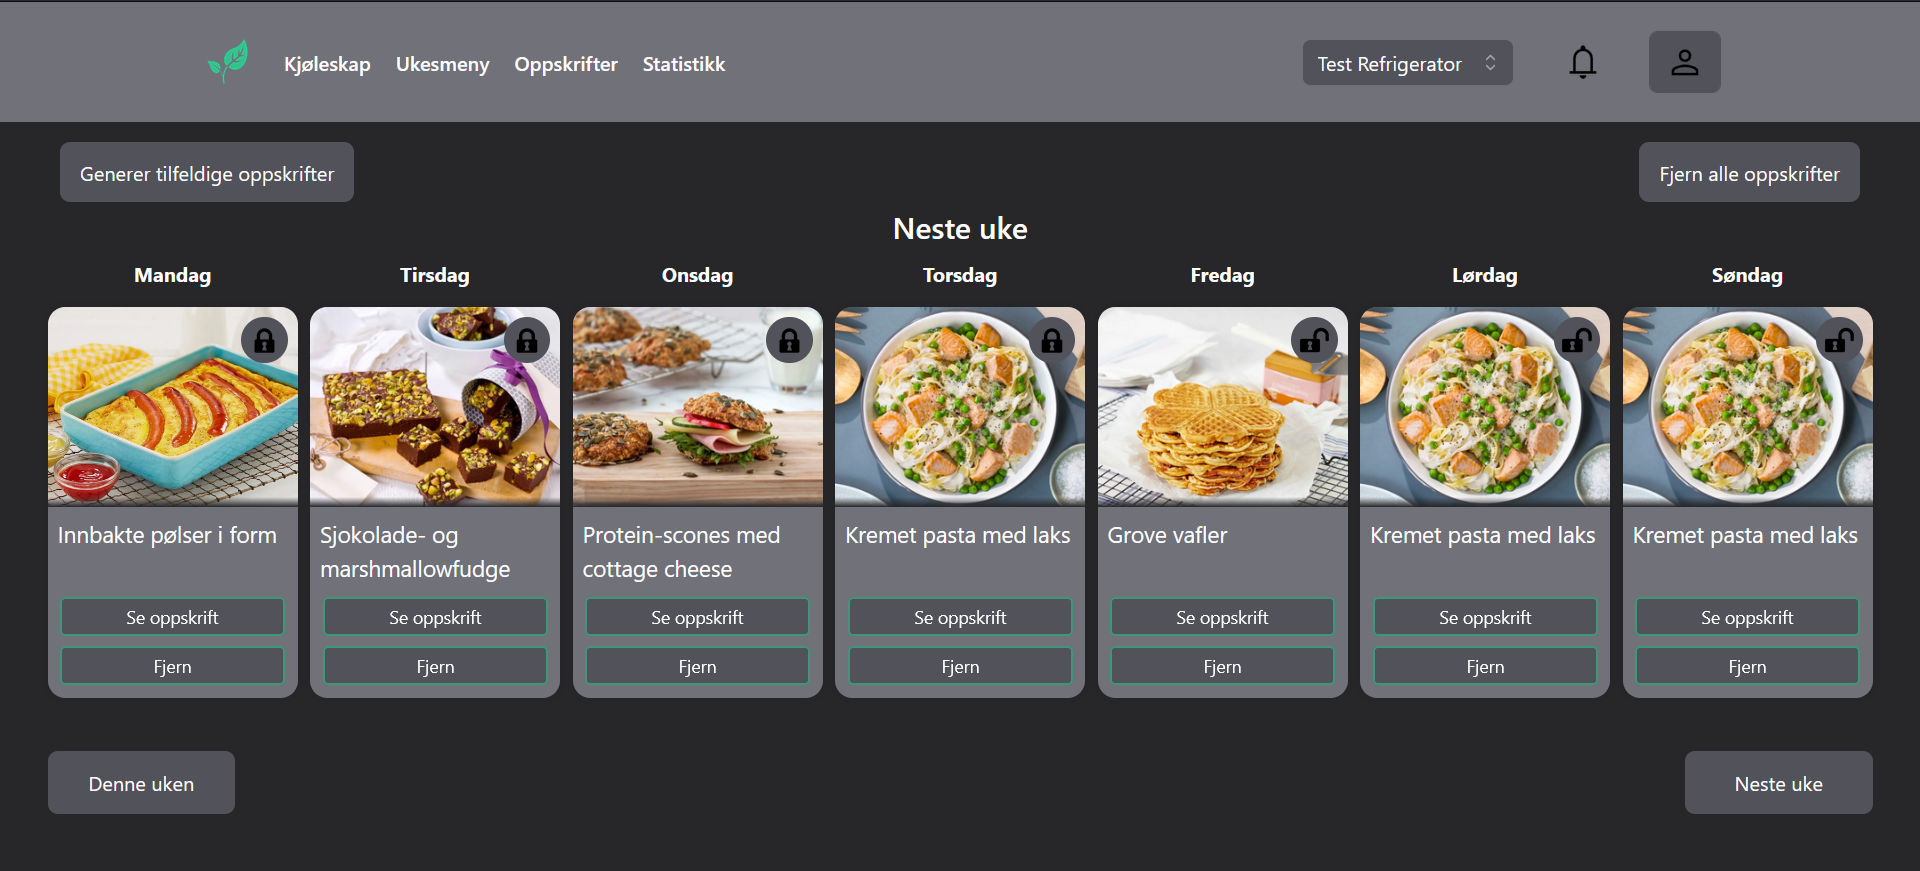 Kjøleskap Ukesmeny Oppskrifter Statistikk Test Refrigerator
Generer tilfeldige oppskrifter Fjern alle oppskrifter
Neste uke
Mandag Tirsdag Onsdag Torsdag Fredag Lørdag Søndag
Innbakte pølser i form
Sjokolade- og
marshmallowfudge
Protein-scones med
cottage cheese
Kremet pasta med laks
Grove vafler
Kremet pasta med laks
Kremet pasta med laks
Se oppskrift Se oppskrift Se oppskrift Se oppskrift Se oppskrift Se oppskrift Se oppskrift
Fjern Fjern Fjern Fjern Fjern Fjern Fjern
Denne uken Neste uke